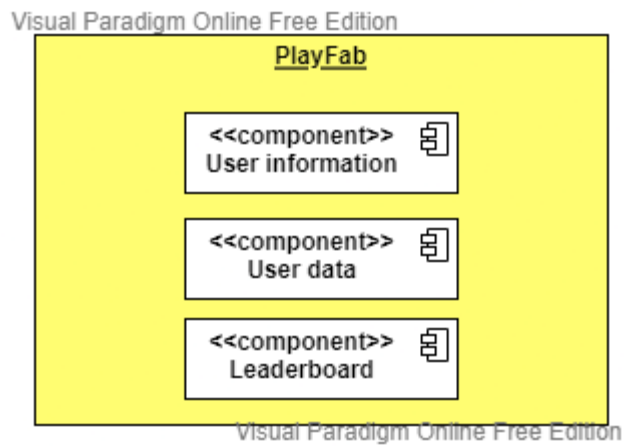 Visual Paradigm Online Free Edition
PlayFab
<<component>>
User information
<<component>>
User data
<<component>>
Leaderboard
Visual Paradigm Online Free Edition